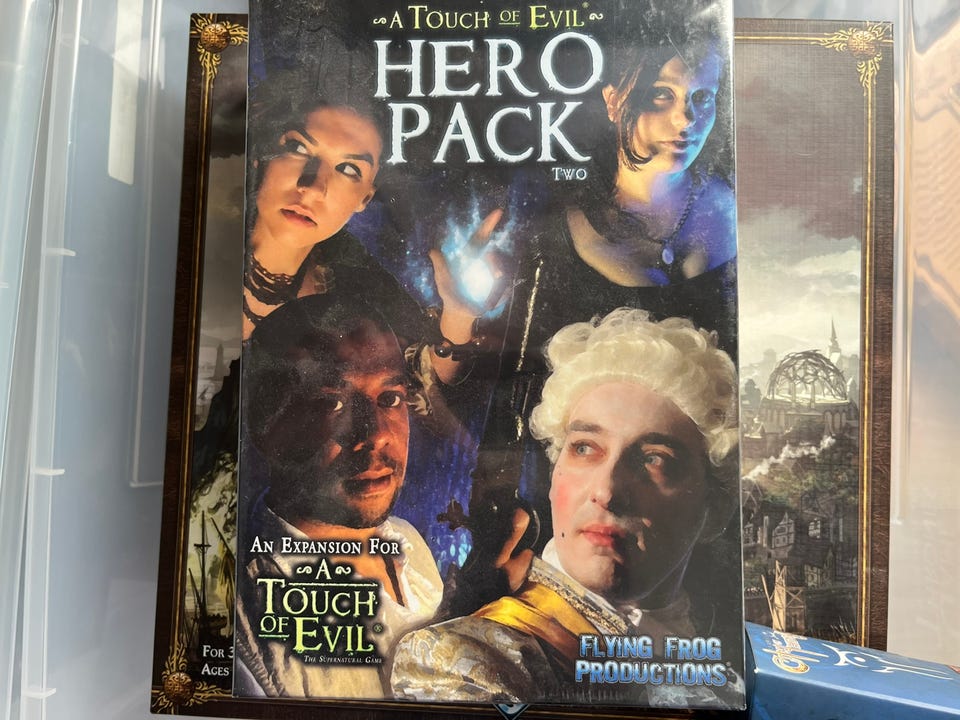 A TOUCH OF EVIL®
HERO
PACK
TWO
AN EXPANSION FOR
A
TOUCH
OF EVIL®
THE SUPERNATURAL GAME
FLYING FROG
PRODUCTIONS
FOR 3
AGES